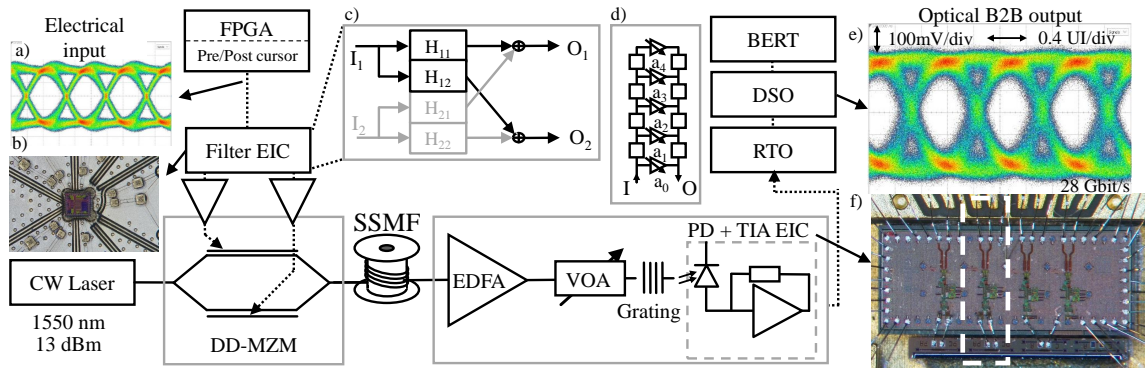 Electrical
input
a)
FPGA
Pre/Post cursor
b)
Filter EIC
c)
I1
H11
H12
H21
H22
I2
O1
O2
d)
a4
a3
a2
a1
a0
I
O
BERT
DSO
RTO
Optical B2B output
e)
100mV/div
0.4 UI/div
28 Gbit/s
f)
CW Laser
1550 nm
13 dBm
DD-MZM
SSMF
EDFA
VOA
Grating
PD + TIA EIC